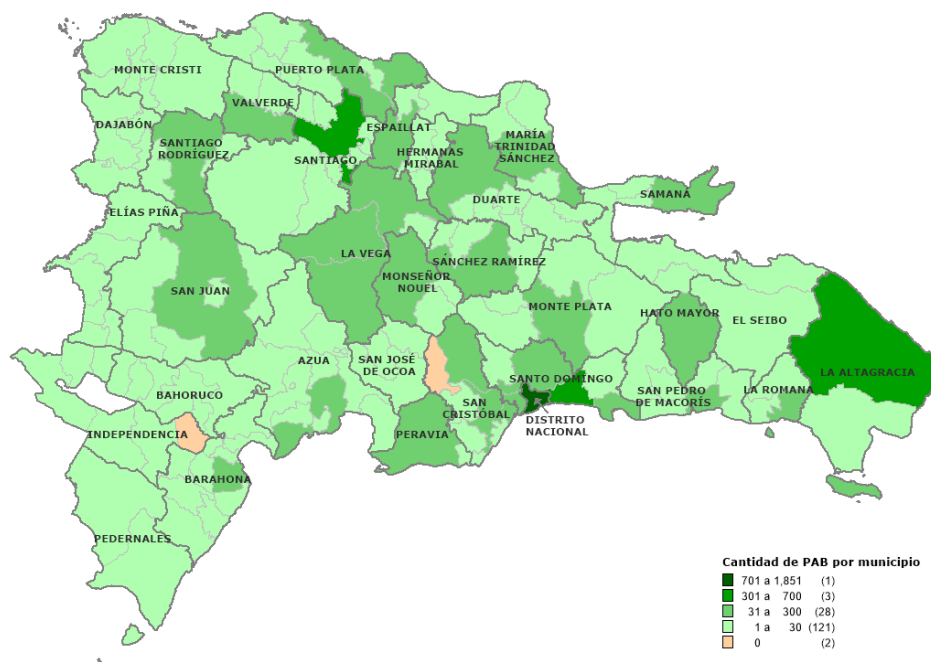 MONTE CRISTI
PUERTO PLATA
VALVERDE
DAJABÓN
ESPAILLAT
SANTIAGO
RODRÍGUEZ
SANTIAGO
HERMANAS
MIRABAL
MARÍA
TRINIDAD
SÁNCHEZ
SAMANÁ
DUARTE
ELÍAS PIÑA
LA VEGA
SÁNCHEZ RAMÍREZ
MONSEÑOR
NOUEL
SAN JUAN
MONTE PLATA
HATO MAYOR
EL SEIBO
AZUA
SAN JOSÉ
DE OCOA
SANTO DOMINGO
LA ALTAGRACIA
BAHORUCO
SAN PEDRO
DE MACORÍS
LA ROMANA
SAN
CRISTÓBAL
DISTRITO
NACIONAL
INDEPENDENCIA
PERAVIA
BARAHONA
PEDERNALES
Cantidad de PAB por municipio
701 a 1,851 (1)
301 a 700 (3)
31 a 300 (28)
1 a 30 (121)
0 (2)